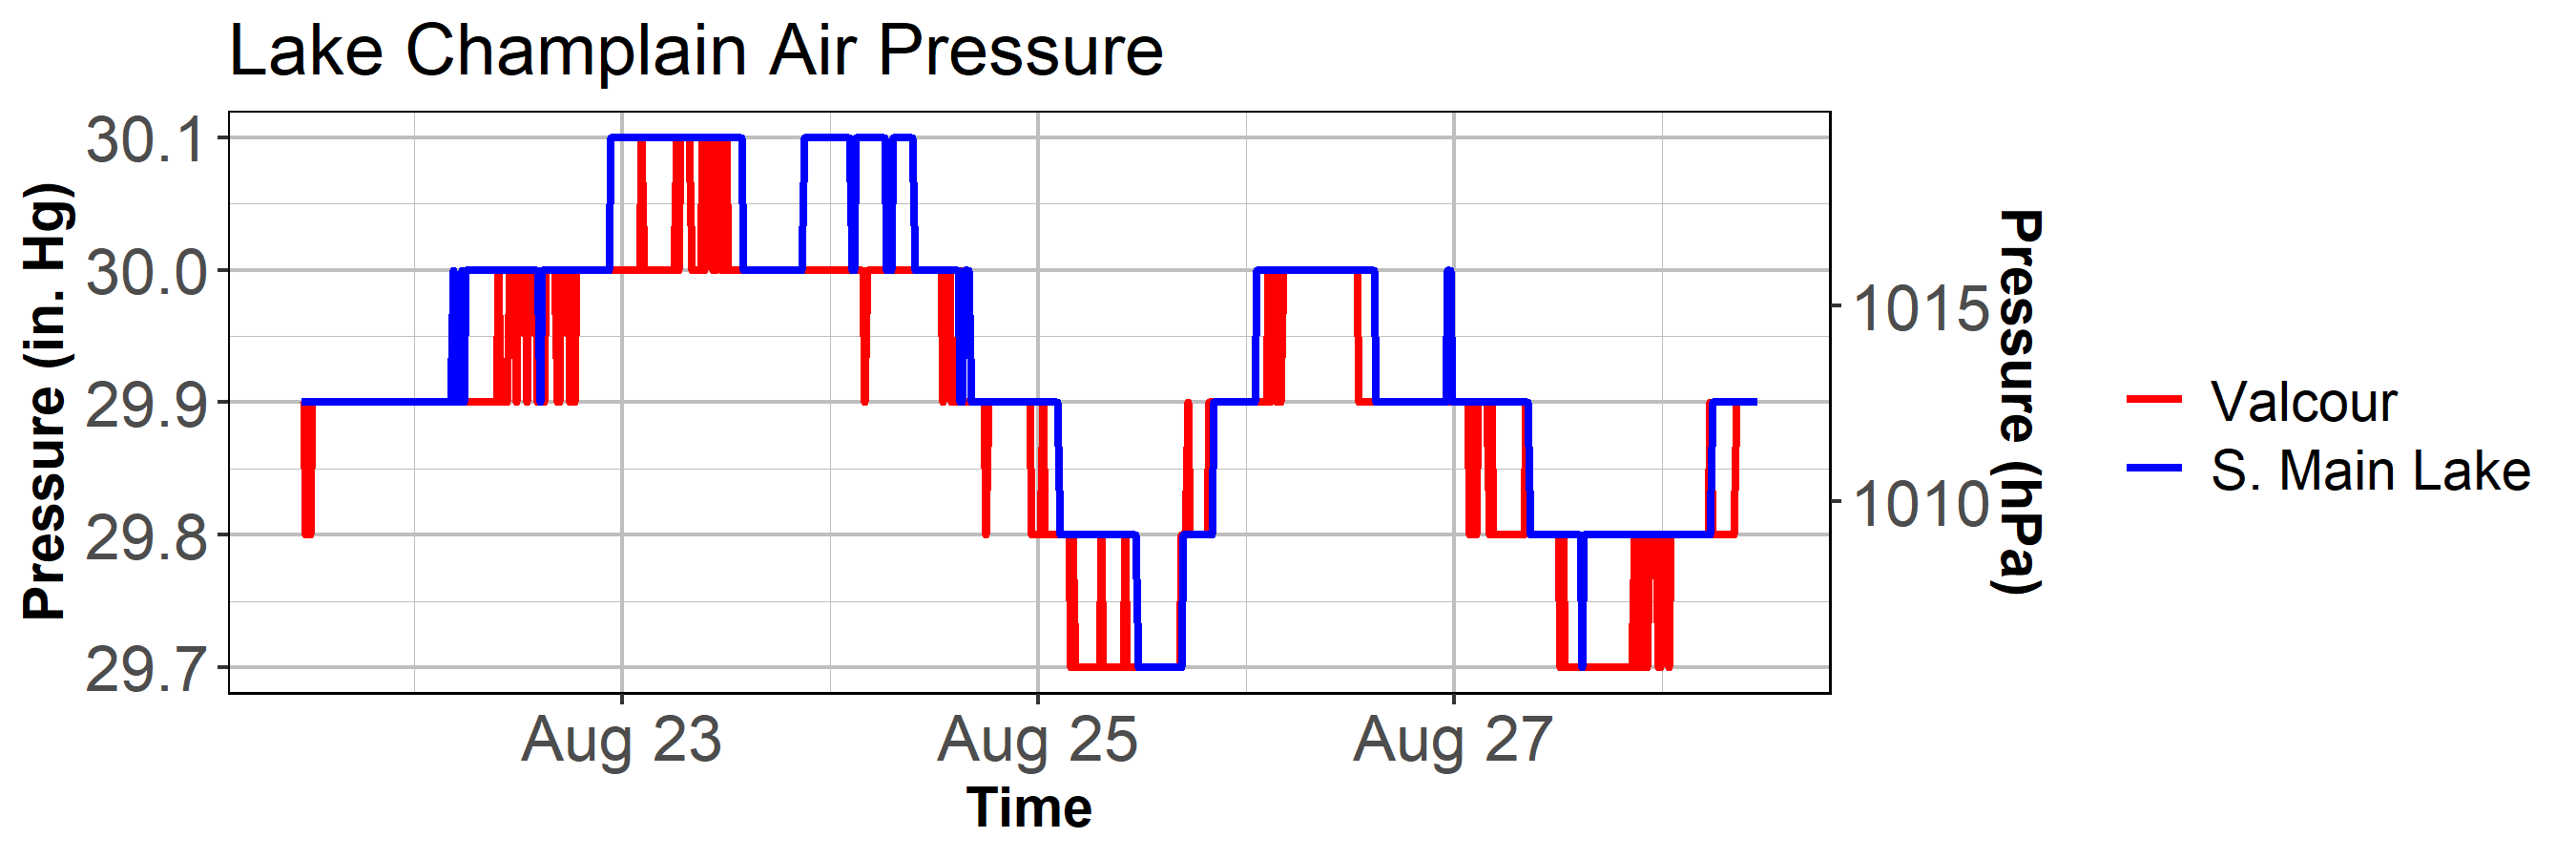 Lake Champlain Air Pressure
30.1
30.0
29.9
29.8
29.7
Pressure (in. Hg)
1015
1010
Pressure (hPa)
Aug 23
Aug 25
Aug 27
Time
Valcour
S. Main Lake